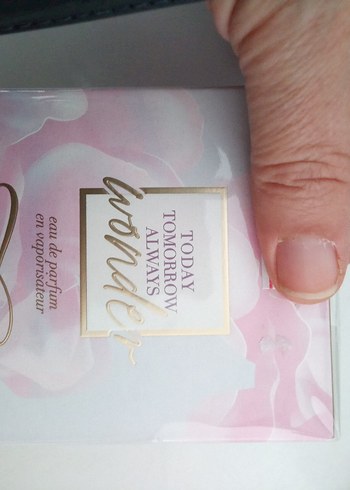 TODAY
TOMORROW
ALWAYS
wonder
eau de parfum
en vaporisateur